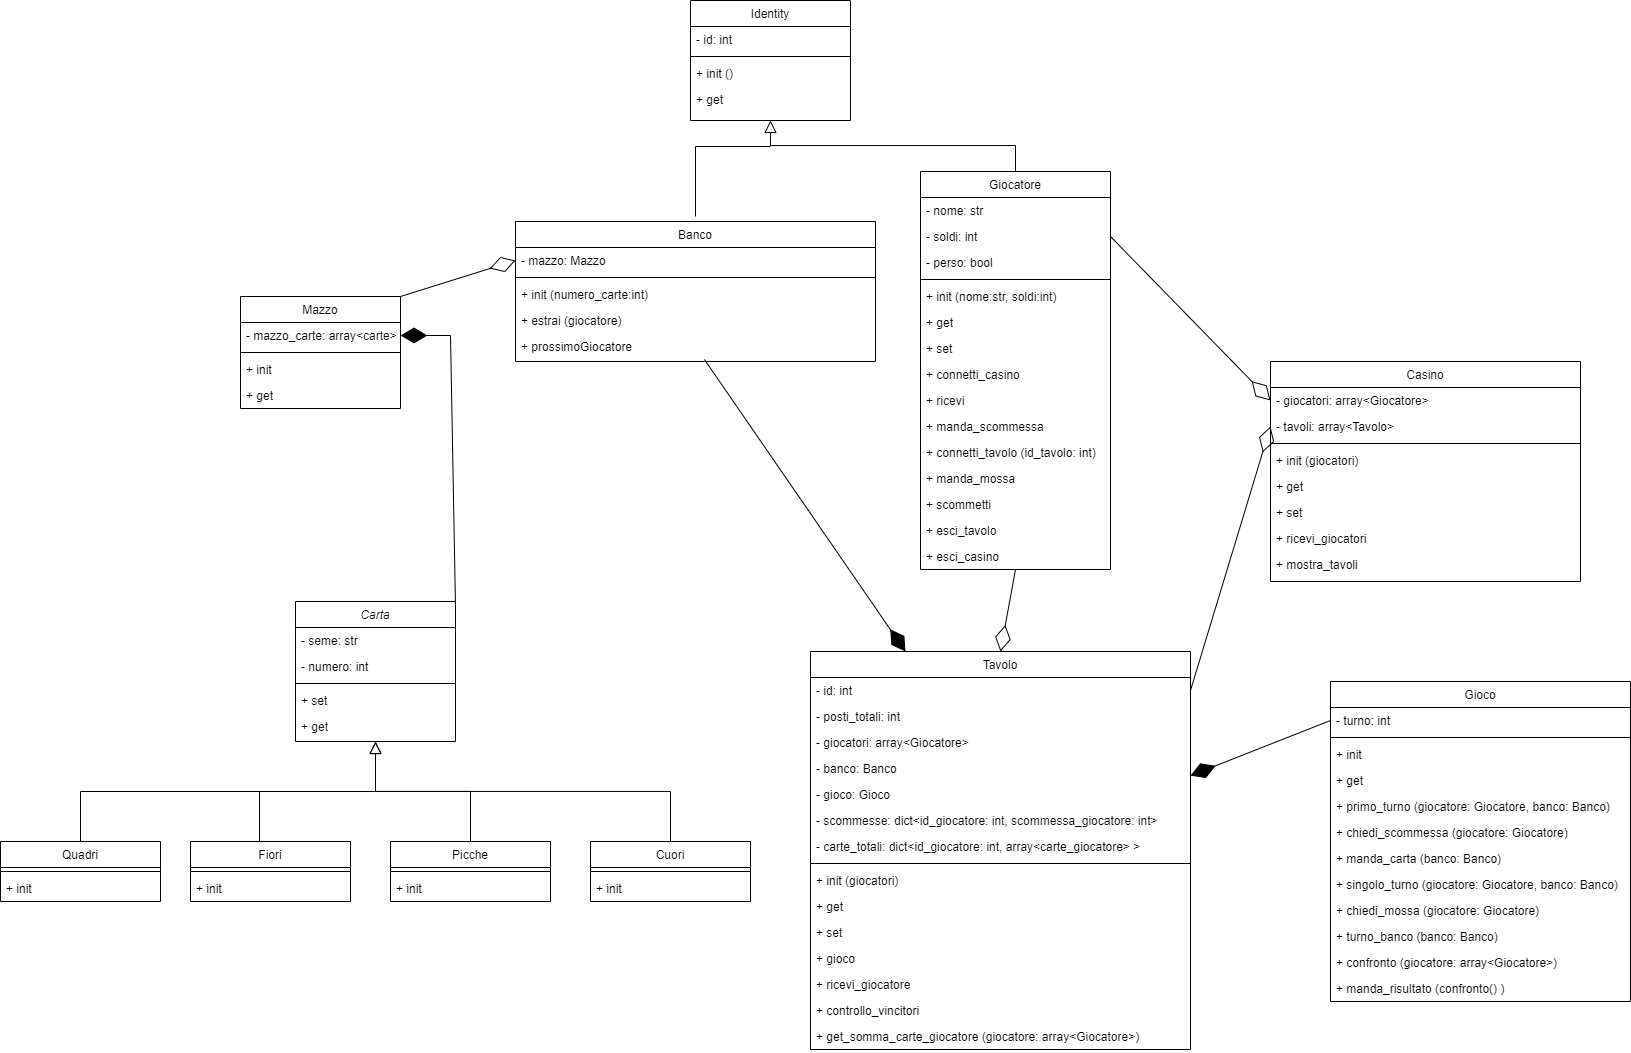 Identity
- id: int
+ init ()
+ get
Giocatore
- nome: str
- soldi: int
- perso: bool
+ init (nome:str, soldi:int)
+ get
+ set
+ connetti_casino
+ ricevi
+ manda_scommessa
+ connetti_tavolo (id_tavolo: int)
+ manda_mossa
+ scommetti
+ esci_tavolo
+ esci_casino
Banco
- mazzo: Mazzo
+ init (numero_carte:int)
+ estrai (giocatore)
+ prossimoGiocatore
Mazzo
- mazzo_carte: array<carte>
+ init
+ get
Casino
- giocatori: array<Giocatore>
- tavoli: array<Tavolo>
+ init (giocatori)
+ get
+ set
+ ricevi_giocatori
+ mostra_tavoli
Carta
- seme: str
- numero: int
+ set
+ get
Tavolo
- id: int
- posti_totali: int
- giocatori: array<Giocatore>
- banco: Banco
- gioco: Gioco
- scommesse: dict<id_giocatore: int, scommessa_giocatore: int>
- carte_totali: dict<id_giocatore: int, array<carte_giocatore> >
+ init (giocatori)
+ get
+ set
+ gioco
+ ricevi_giocatore
+ controllo_vincitori
+ get_somma_carte_giocatore (giocatore: array<Giocatore>)
Gioco
- turno: int
+ init
+ get
+ primo_turno (giocatore: Giocatore, banco: Banco)
+ chiedi_scommessa (giocatore: Giocatore)
+ manda_carta (banco: Banco)
+ singolo_turno (giocatore: Giocatore, banco: Banco)
+ chiedi_mossa (giocatore: Giocatore)
+ turno_banco (banco: Banco)
+ confronto (giocatore: array<Giocatore>)
+ manda_risultato (confronto() )
Quadri
+ init
Fiori
+ init
Picche
+ init
Cuori
+ init